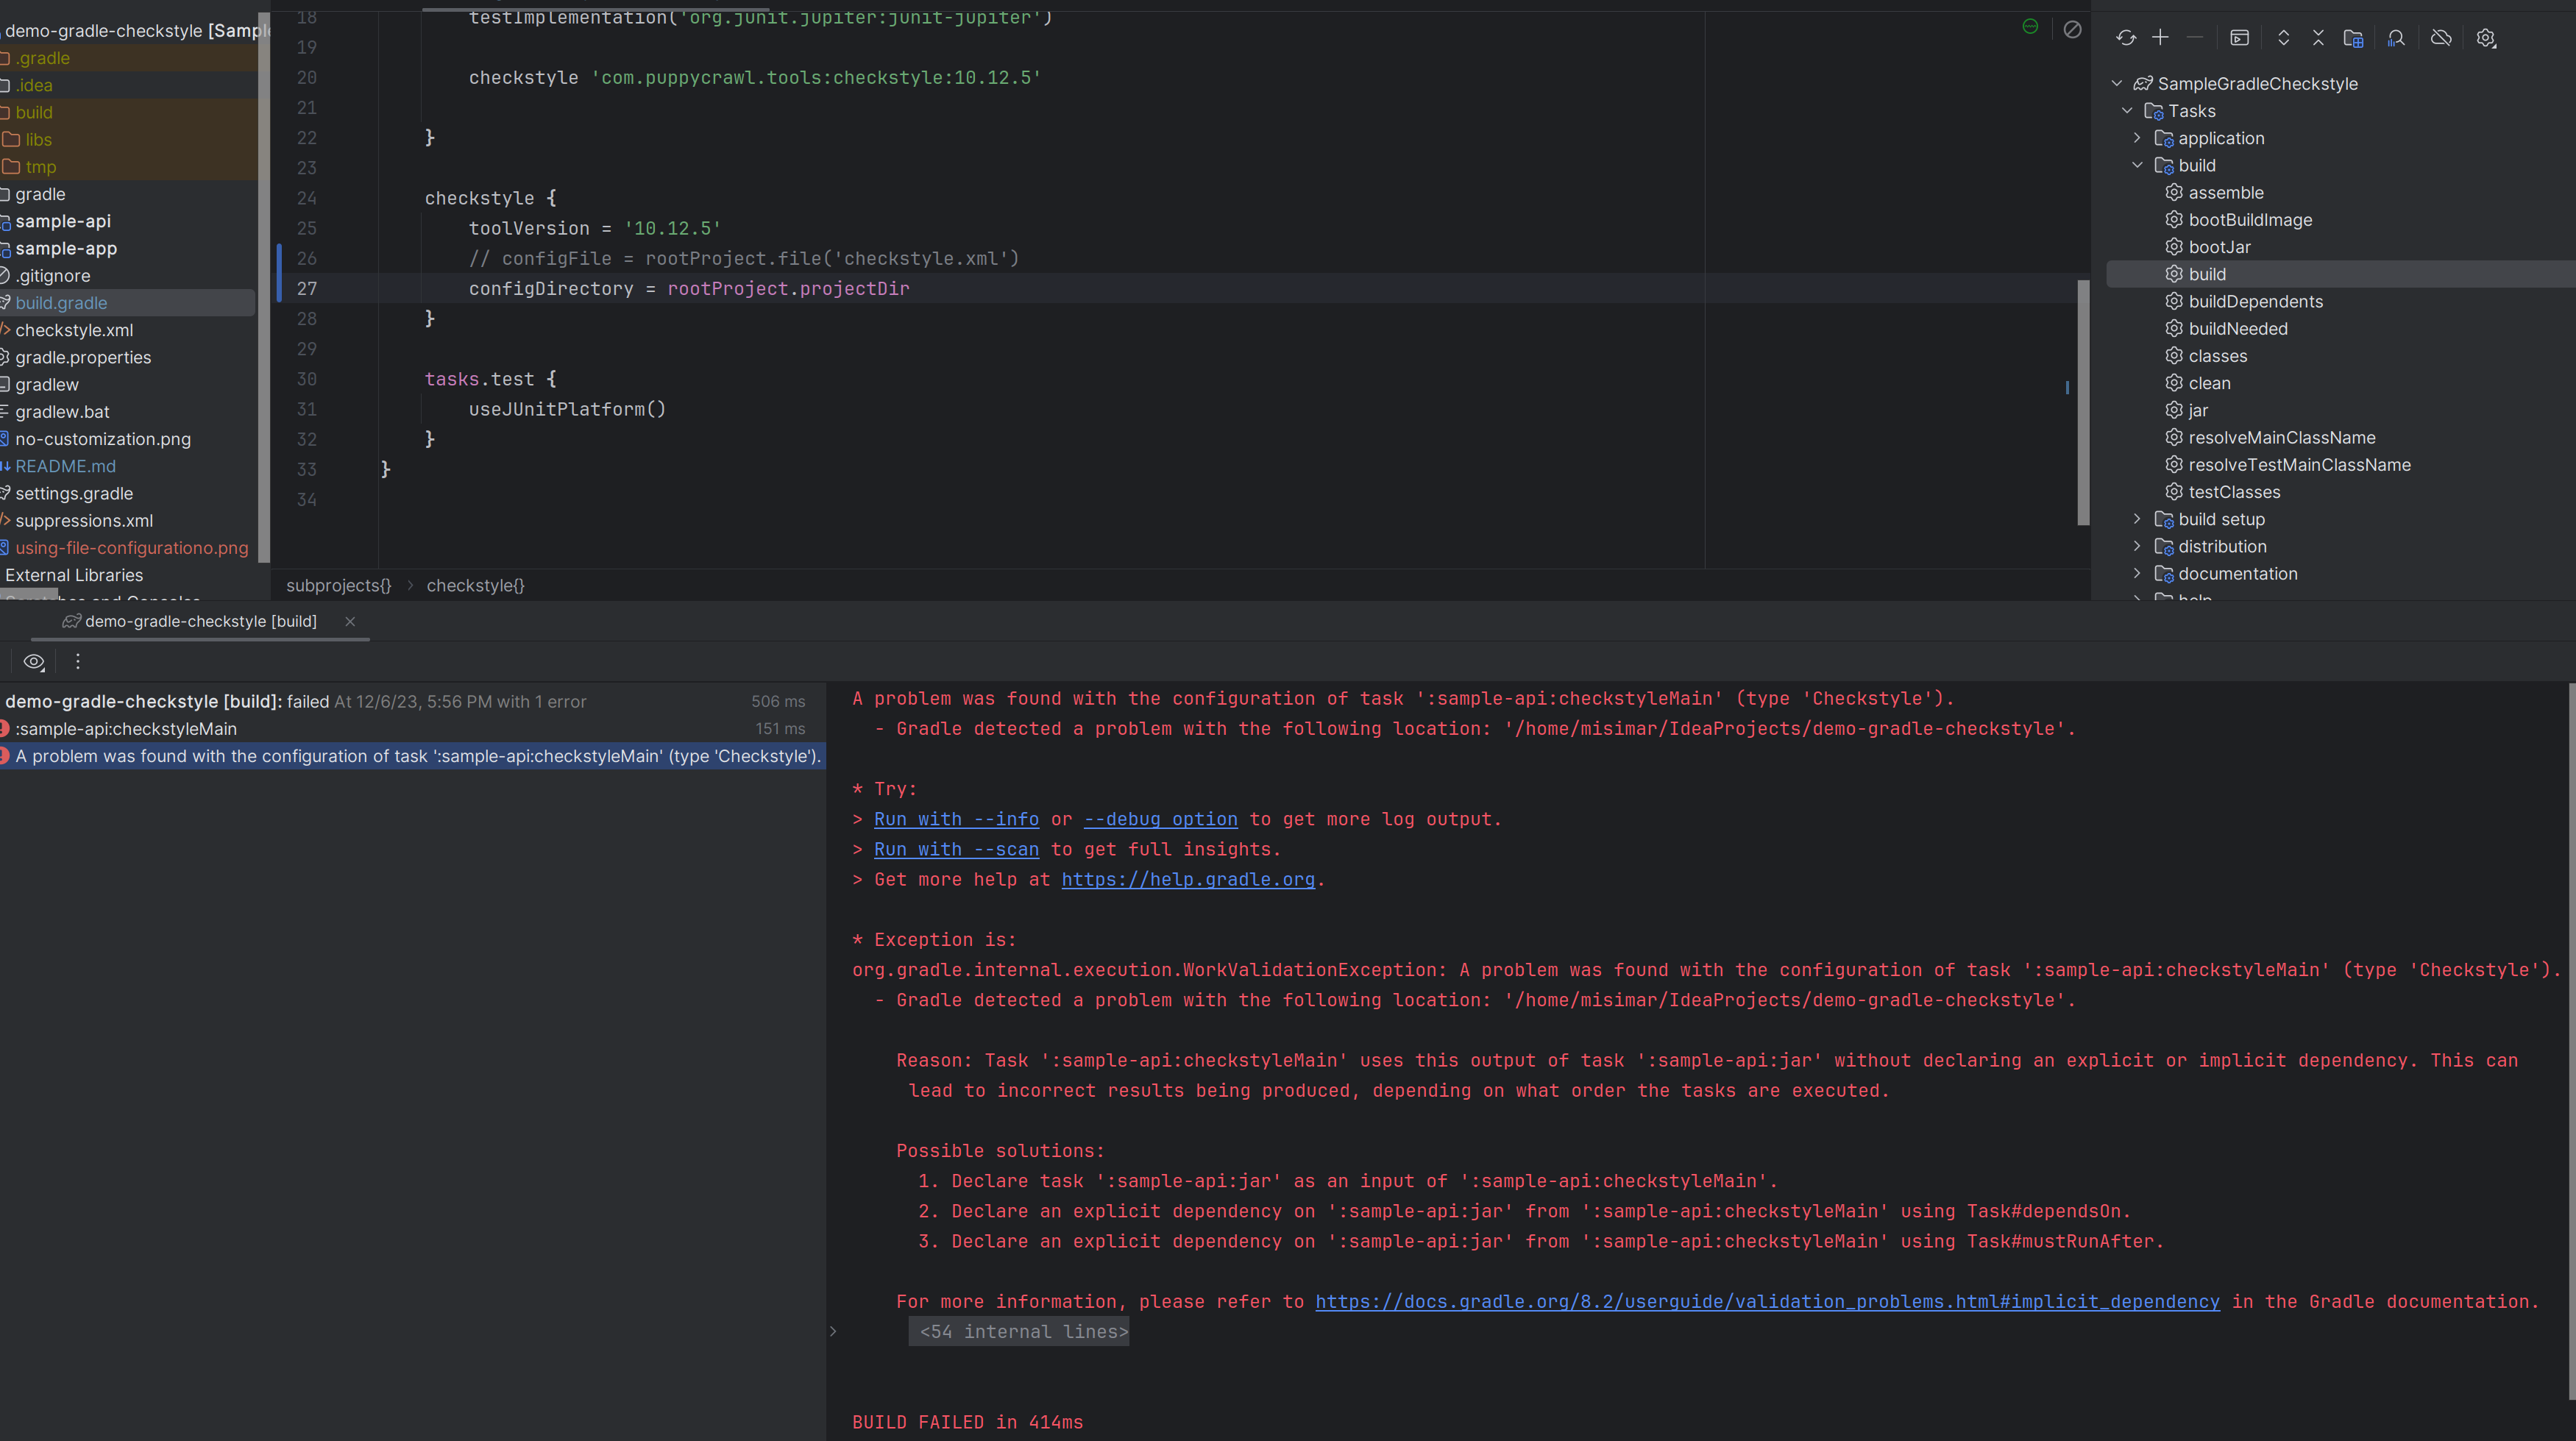 demo-gradle-checkstyle [Sample
.gradle
.idea
build
libs
tmp
gradle
sample-api
sample-app
.gitignore
build.gradle
checkstyle.xml
gradle.properties
gradlew
gradlew.bat
no-customization.png
README.md
settings.gradle
suppressions.xml
using-file-configurationo.png
External Libraries
18 testImplementation('org.junit.jupiter:junit-jupiter')
19
20 checkstyle 'com.puppycrawl.tools:checkstyle:10.12.5'
21
22 }
23
24 checkstyle {
25 toolVersion = '10.12.5'
26 // configFile = rootProject.file('checkstyle.xml')
27 configDirectory = rootProject.projectDir
28 }
29
30 tasks.test {
31 useJUnitPlatform()
32 }
33 }
34
subprojects{} > checkstyle{}
SampleGradleCheckstyle
Tasks
application
build
assemble
bootBuildImage
bootJar
build
buildDependents
buildNeeded
classes
clean
jar
resolveMainClassName
resolveTestMainClassName
testClasses
build setup
distribution
documentation
help
demo-gradle-checkstyle [build]
demo-gradle-checkstyle [build]: failed At 12/6/23, 5:56 PM with 1 error 506 ms
:sample-api:checkstyleMain 151 ms
A problem was found with the configuration of task ':sample-api:checkstyleMain' (type 'Checkstyle').
A problem was found with the configuration of task ':sample-api:checkstyleMain' (type 'Checkstyle').
- Gradle detected a problem with the following location: '/home/misimar/IdeaProjects/demo-gradle-checkstyle'.
* Try:
> Run with --info or --debug option to get more log output.
> Run with --scan to get full insights.
> Get more help at https://help.gradle.org.
* Exception is:
org.gradle.internal.execution.WorkValidationException: A problem was found with the configuration of task ':sample-api:checkstyleMain' (type 'Checkstyle').
- Gradle detected a problem with the following location: '/home/misimar/IdeaProjects/demo-gradle-checkstyle'.
Reason: Task ':sample-api:checkstyleMain' uses this output of task ':sample-api:jar' without declaring an explicit or implicit dependency. This can
lead to incorrect results being produced, depending on what order the tasks are executed.
Possible solutions:
1. Declare task ':sample-api:jar' as an input of ':sample-api:checkstyleMain'.
2. Declare an explicit dependency on ':sample-api:jar' from ':sample-api:checkstyleMain' using Task#dependsOn.
3. Declare an explicit dependency on ':sample-api:jar' from ':sample-api:checkstyleMain' using Task#mustRunAfter.
For more information, please refer to https://docs.gradle.org/8.2/userguide/validation_problems.html#implicit_dependency in the Gradle documentation.
<54 internal lines>
BUILD FAILED in 414ms